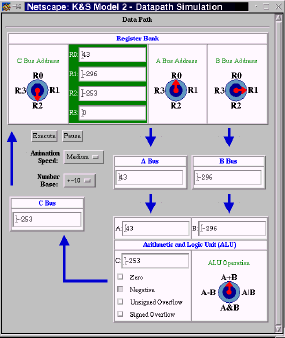 Netscape: K&S Model 2 - Datapath Simulation
Data Path
Register Bank
C Bus Address
R0
R3 R1
R2
R0: 43
R1: -296
R2: -253
R3: 0
A Bus Address
R0
R3 R1
R2
B Bus Address
R0
R3 R1
R2
Execute Pause
Animation Speed: Medium
Number Base: +-10
A Bus
43
B Bus
-296
C Bus
-253
A: 43 B: -296
Arithmetic and Logic Unit (ALU)
C: -253
Zero
Negative
Unsigned Overflow
Signed Overflow
ALU Operation
A+B
A-B A|B
A&B